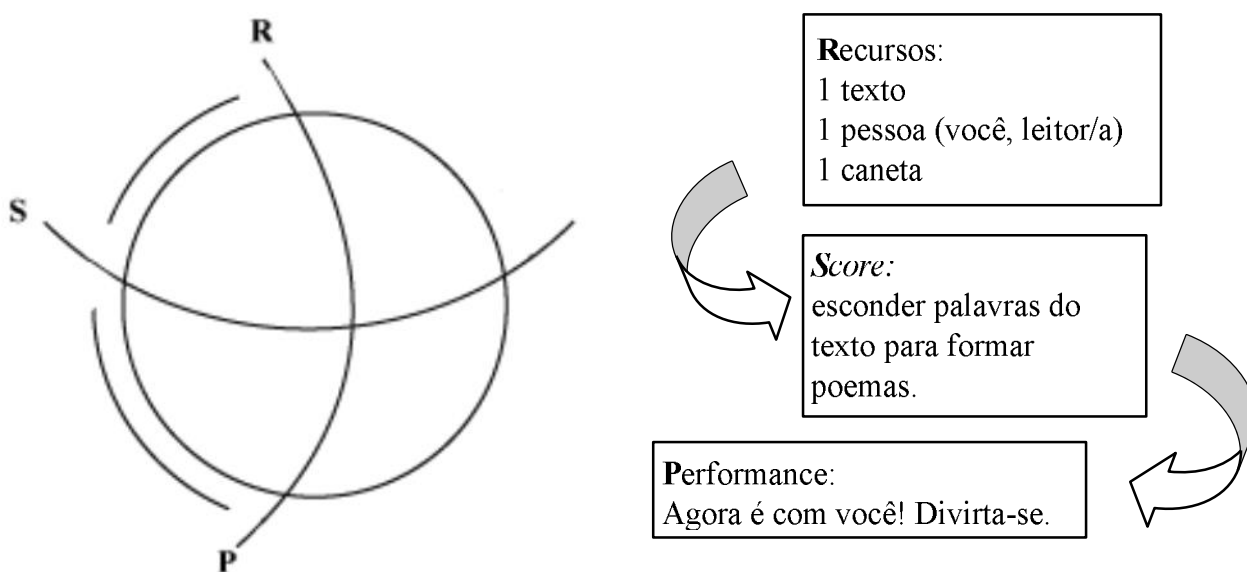 R
S
P
Recursos:
1 texto
1 pessoa (você, leitor/a)
1 caneta
Score:
esconder palavras do
texto para formar
poemas.
Performance:
Agora é com você! Divirta-se.